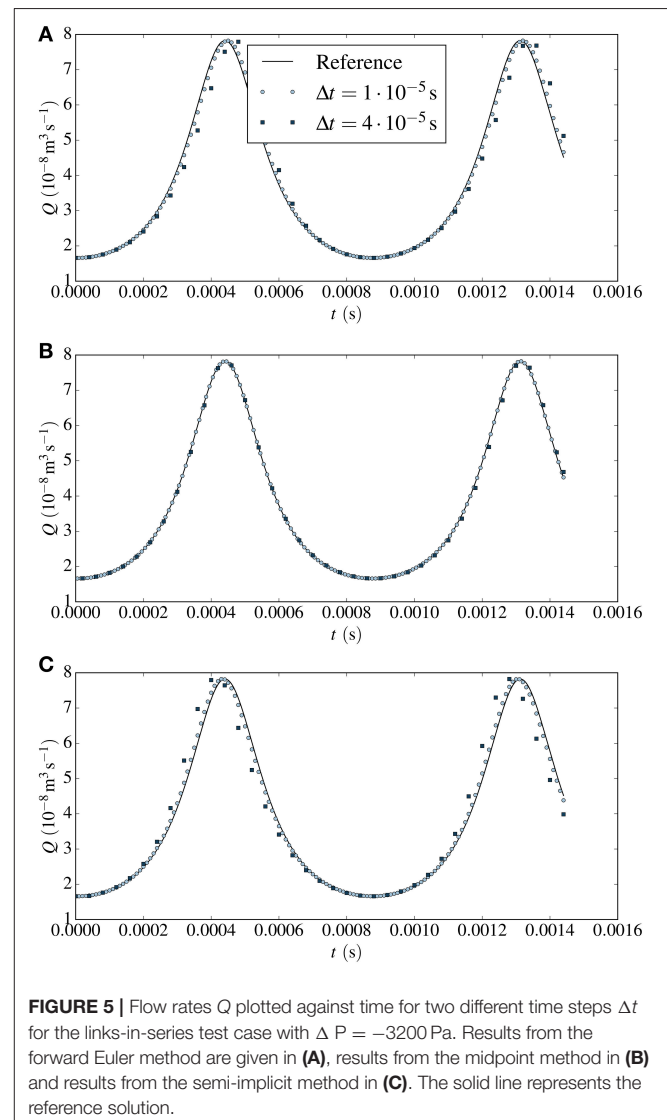 A
8
7
6
5
4
3
2
1
Q (10⁻⁸ m³ s⁻¹)
Reference
Δt = 1 · 10⁻⁵ s
Δt = 4 · 10⁻⁵ s
0.0000 0.0002 0.0004 0.0006 0.0008 0.0010 0.0012 0.0014 0.0016
t (s)
B
8
7
6
5
4
3
2
1
Q (10⁻⁸ m³ s⁻¹)
0.0000 0.0002 0.0004 0.0006 0.0008 0.0010 0.0012 0.0014 0.0016
t (s)
C
8
7
6
5
4
3
2
1
Q (10⁻⁸ m³ s⁻¹)
0.0000 0.0002 0.0004 0.0006 0.0008 0.0010 0.0012 0.0014 0.0016
t (s)
FIGURE 5 | Flow rates Q plotted against time for two different time steps Δt
for the links-in-series test case with Δ P = −3200 Pa. Results from the
forward Euler method are given in (A), results from the midpoint method in (B)
and results from the semi-implicit method in (C). The solid line represents the
reference solution.